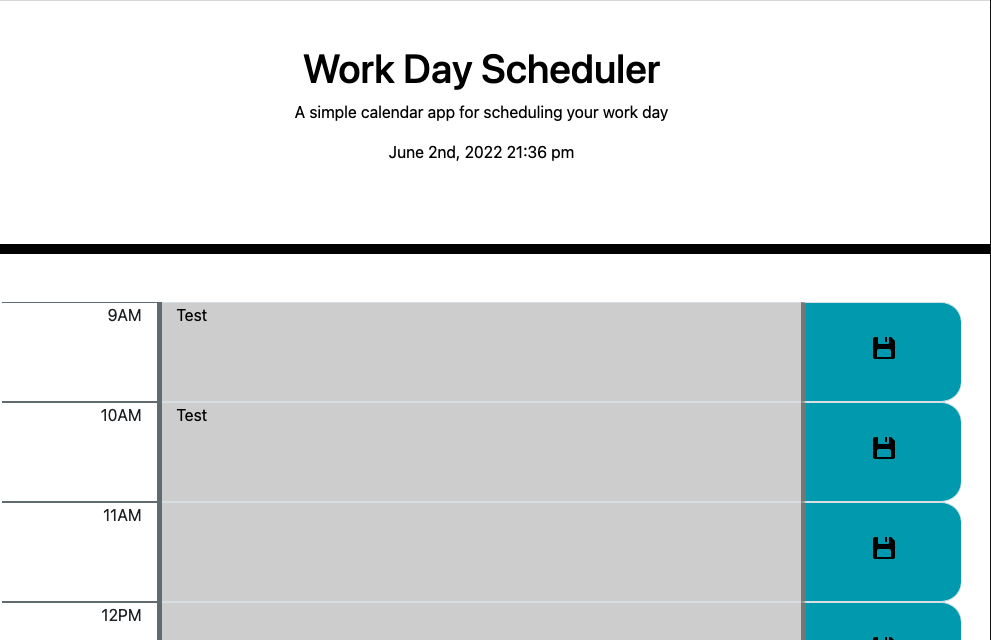 Work Day Scheduler
A simple calendar app for scheduling your work day
June 2nd, 2022 21:36 pm
9AM
Test
10AM
Test
11AM
12PM